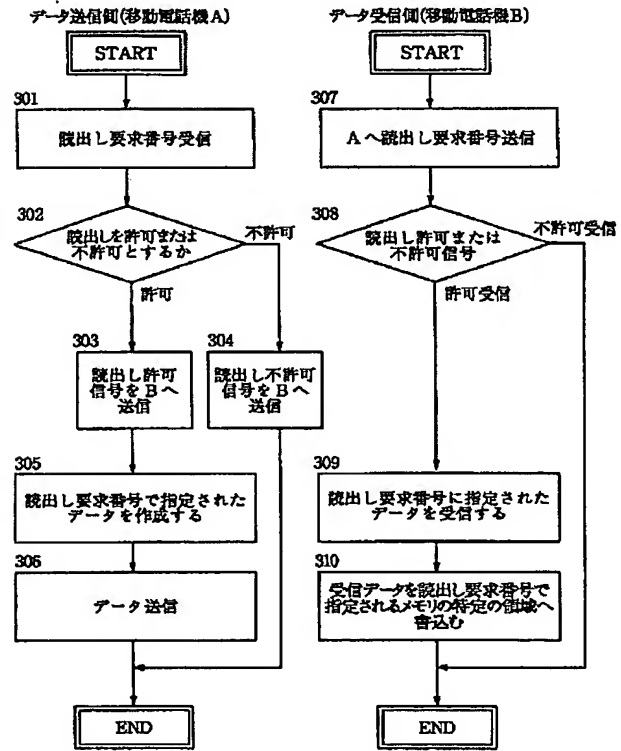 データ送信側(移動電話機A)
START
301
読出し要求番号受信
302
読出しを許可または
不許可とするか
不許可
許可
303
読出し許可
信号をBへ
送信
304
読出し不許可
信号をBへ
送信
305
読出し要求番号で指定された
データを作成する
306
データ送信
END
データ受信側(移動電話機B)
START
307
Aへ読出し要求番号送信
308
読出し許可または
不許可信号
不許可受信
許可受信
309
読出し要求番号に指定された
データを受信する
310
受信データを読出し要求番号で
指定されるメモリの特定の領域へ
書込む
END